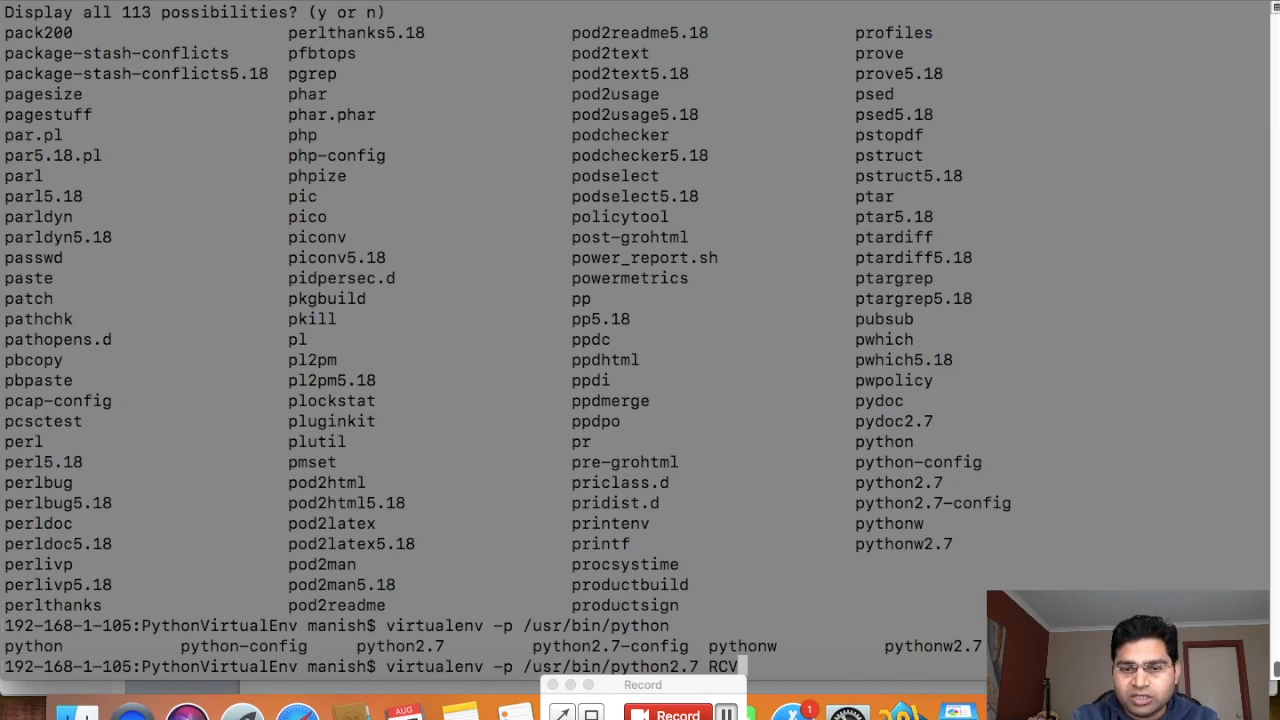 Display all 113 possibilities? (y or n)
pack200 perlthanks5.18 pod2readme5.18 profiles
package-stash-conflicts pfbtops pod2text prove
package-stash-conflicts5.18 pgrep pod2text5.18 prove5.18
pagesize phar pod2usage psed
pagestuff phar.phar pod2usage5.18 psed5.18
par.pl php podchecker pstopdf
par5.18.pl php-config podchecker5.18 pstruct
parl phpize podselect pstruct5.18
parl5.18 pic podselect5.18 ptar
parldyn pico policytool ptar5.18
parldyn5.18 piconv post-grohtml ptardiff
passwd piconv5.18 power_report.sh ptardiff5.18
paste pidpersec.d powermetrics ptargrep
patch pkgbuild pp ptargrep5.18
pathchk pkill pp5.18 pubsub
pathopens.d pl ppdc pwhich
pbcopy pl2pm ppdhtml pwhich5.18
pbpaste pl2pm5.18 ppdi pwpolicy
pcap-config plockstat ppdmerge pydoc
pcsctest pluginkit ppdpo pydoc2.7
perl plutil pr python
perl5.18 pmset pre-grohtml python-config
perlbug pod2html priclass.d python2.7
perlbug5.18 pod2html5.18 pridist.d python2.7-config
perldoc pod2latex printenv pythonw
perldoc5.18 pod2latex5.18 printf pythonw2.7
perlivp pod2man procsystime
perlivp5.18 pod2man5.18 productbuild
perlthanks pod2readme productsign
192-168-1-105:PythonVirtualEnv manish$ virtualenv -p /usr/bin/python
python python-config python2.7 python2.7-config pythonw pythonw2.7
192-168-1-105:PythonVirtualEnv manish$ virtualenv -p /usr/bin/python2.7 RCV
Record
AUG 1
Record